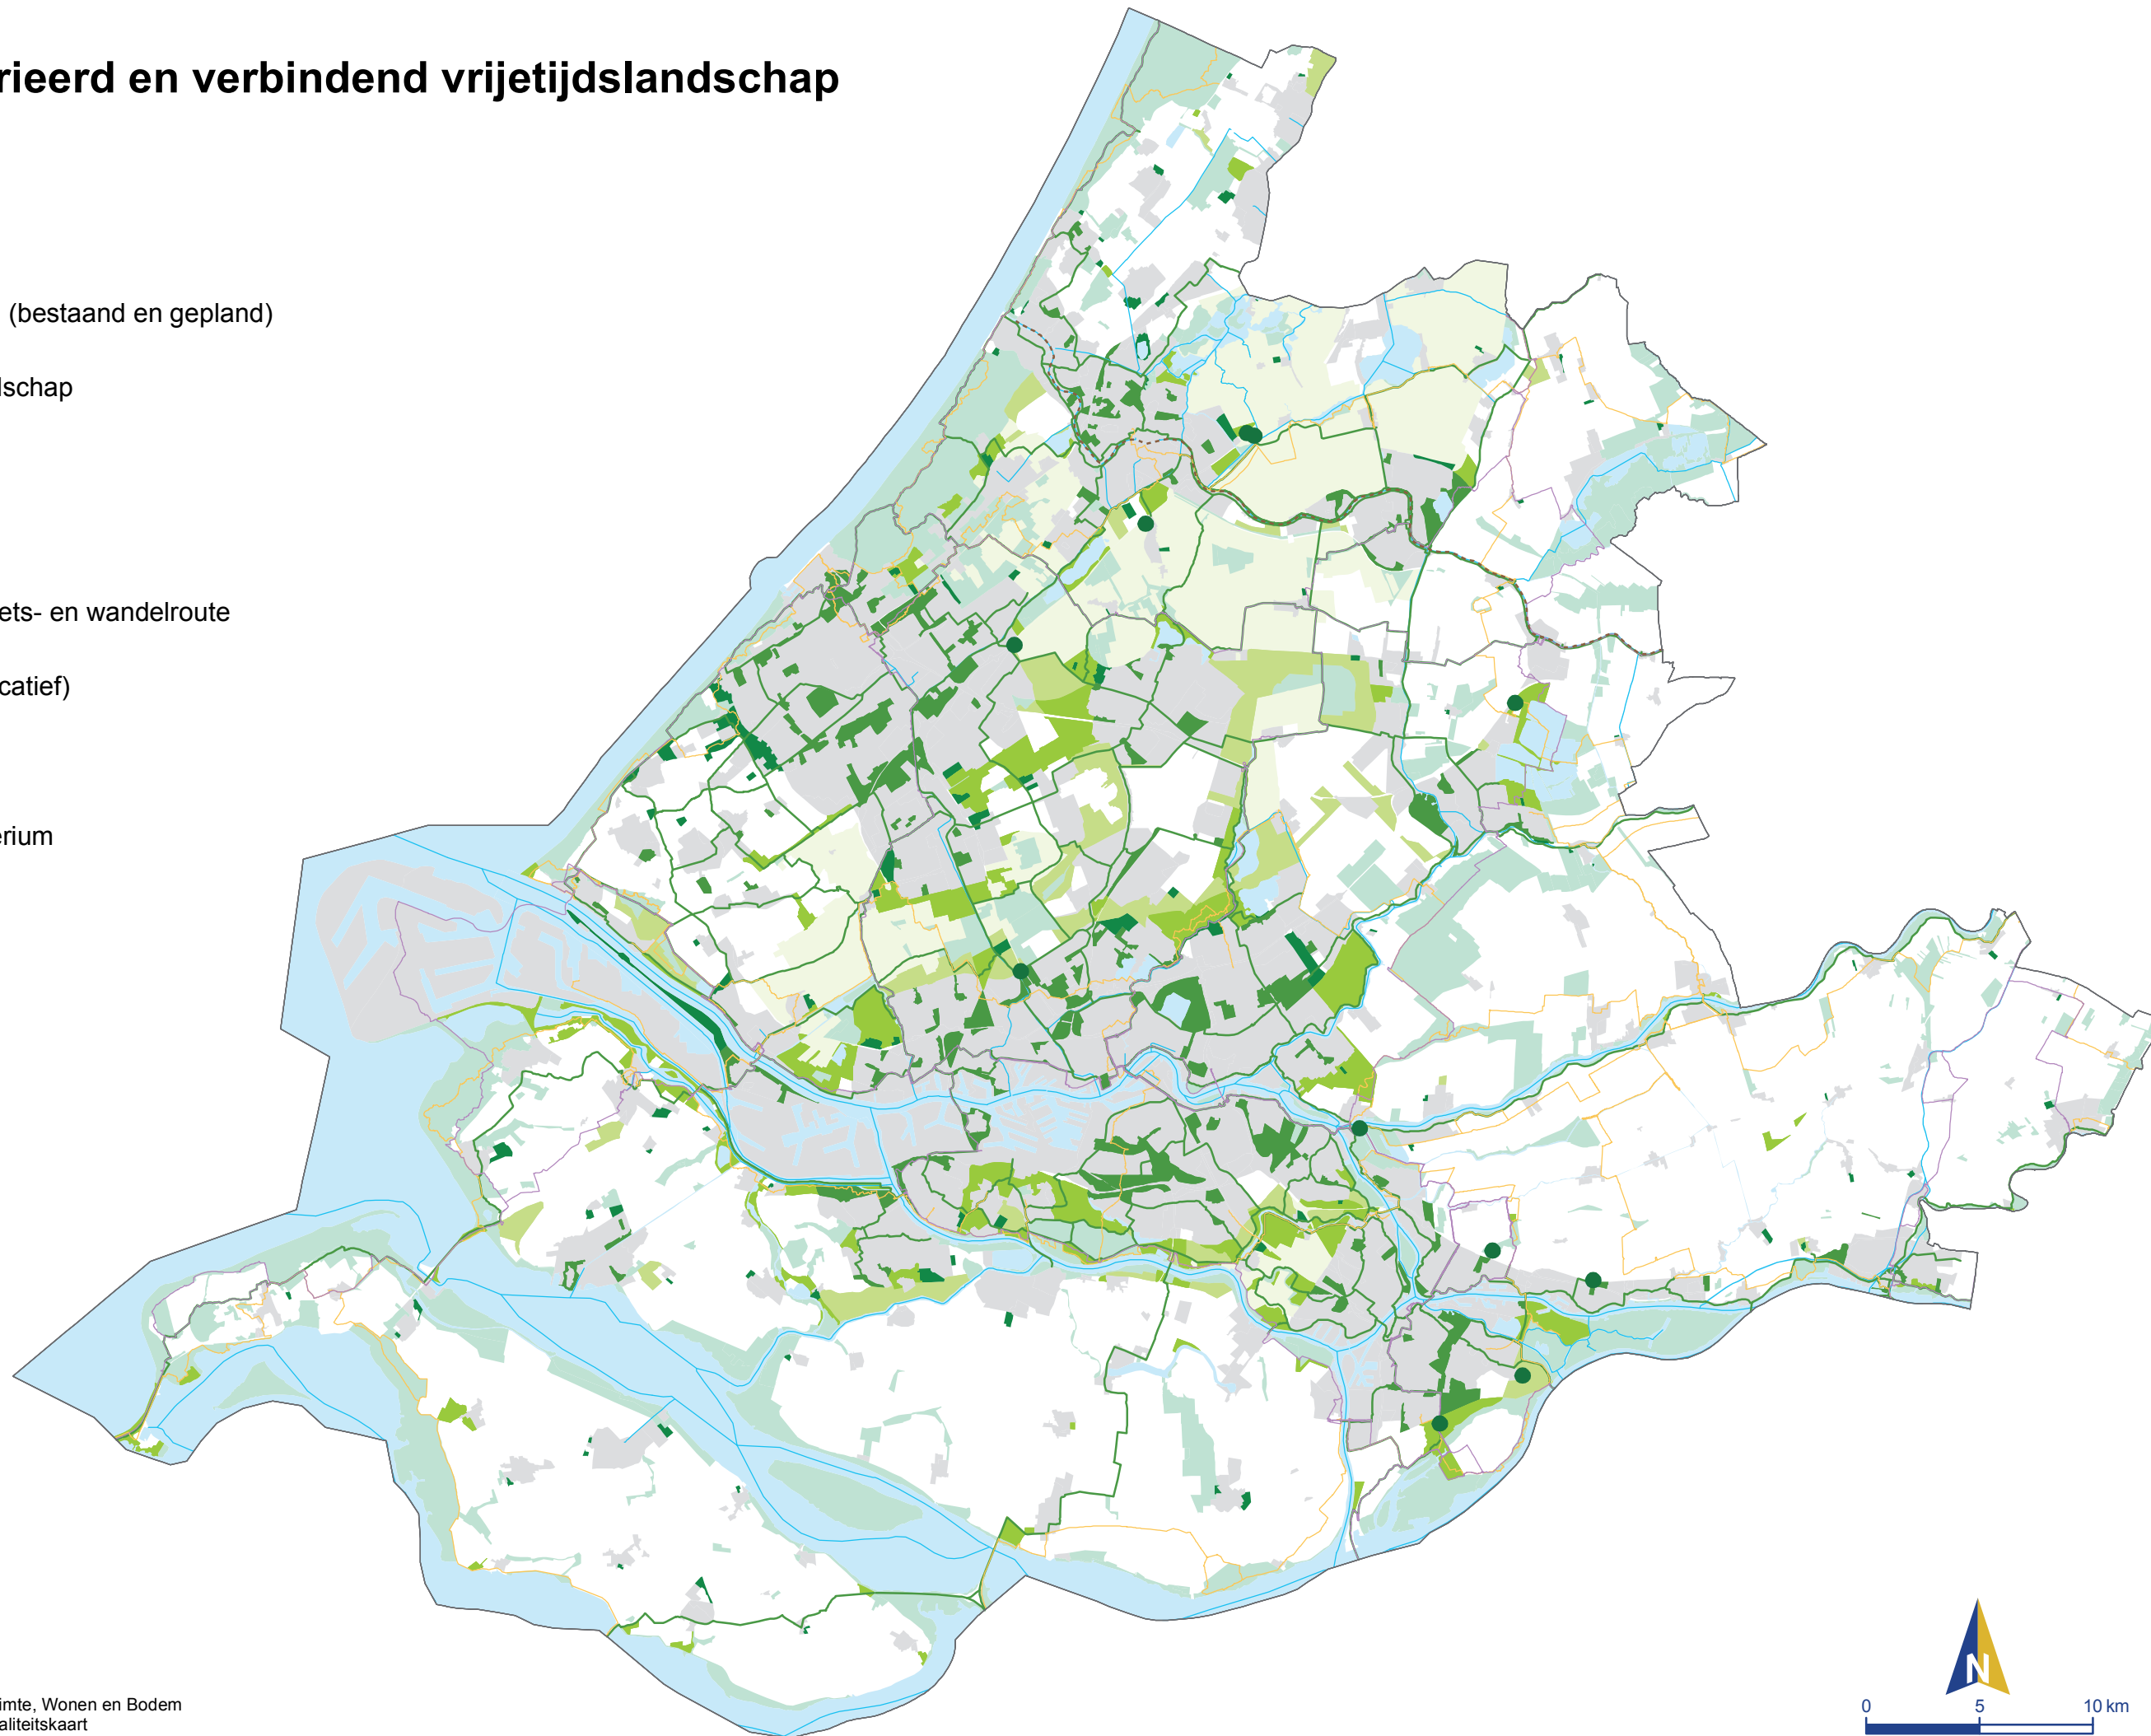 rieerd en verbindend vrijetijdslandschap
(bestaand en gepland)
dschap
ets- en wandelroute
catief)
erium
imte, Wonen en Bodem
aliteitskaart
N
0 5 10 km